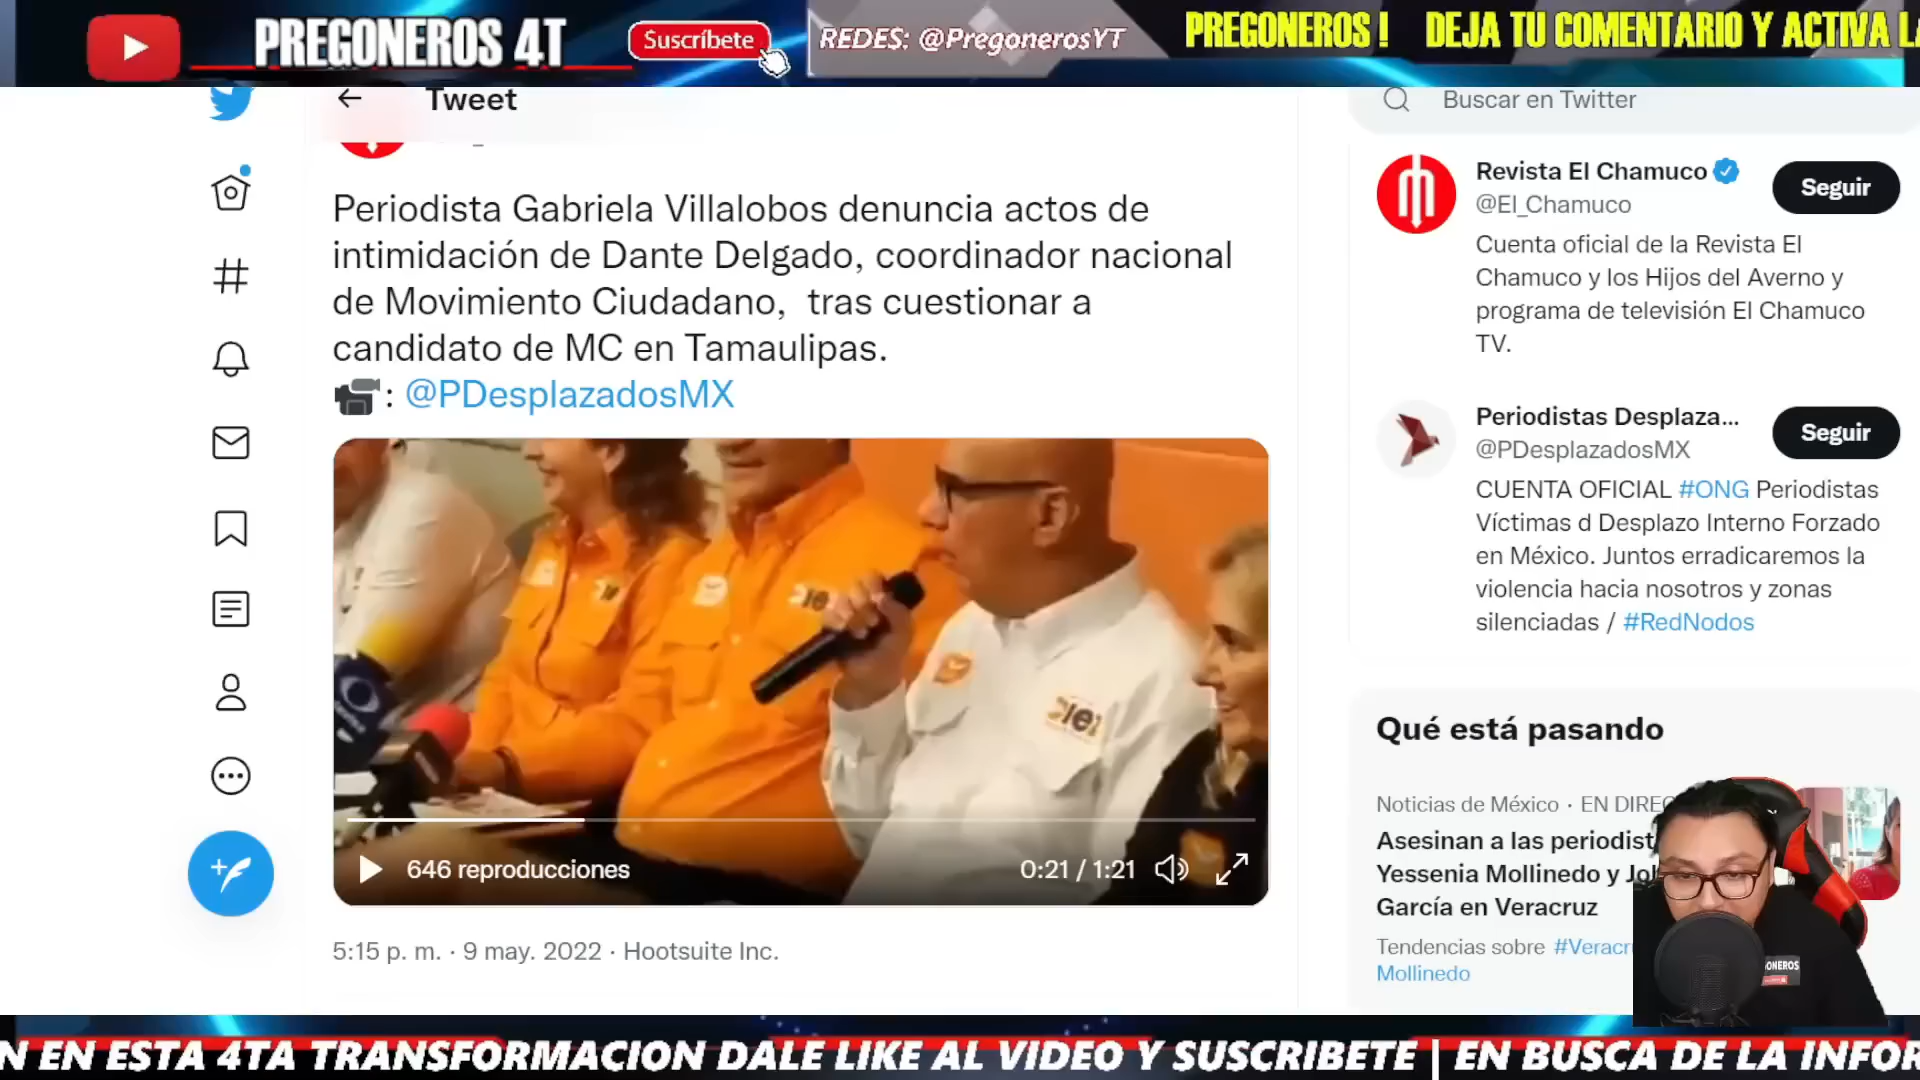 PREGONEROS 4T
Suscríbete
REDES: @PregonerosYT
PREGONEROS ! DEJA TU COMENTARIO Y ACTIVA
Tweet
Buscar en Twitter
Periodista Gabriela Villalobos denuncia actos de
intimidación de Dante Delgado, coordinador nacional
de Movimiento Ciudadano, tras cuestionar a
candidato de MC en Tamaulipas.
: @PDesplazadosMX
646 reproducciones
0:21 / 1:21
5:15 p. m. · 9 may. 2022 · Hootsuite Inc.
Revista El Chamuco
@El_Chamuco
Seguir
Cuenta oficial de la Revista El
Chamuco y los Hijos del Averno y
programa de televisión El Chamuco
TV.
Periodistas Desplaza...
@PDesplazadosMX
Seguir
CUENTA OFICIAL #ONG Periodistas
Víctimas d Desplazo Interno Forzado
en México. Juntos erradicaremos la
violencia hacia nosotros y zonas
silenciadas / #RedNodos
Qué está pasando
Noticias de México · EN DIREC
Asesinan a las periodist
Yessenia Mollinedo y Jo
García en Veracruz
Tendencias sobre #Veracr
Mollinedo
ONEROS
N EN ESTA 4TA TRANSFORMACION DALE LIKE AL VIDEO Y SUSCRIBETE | EN BUSCA DE LA INFOR